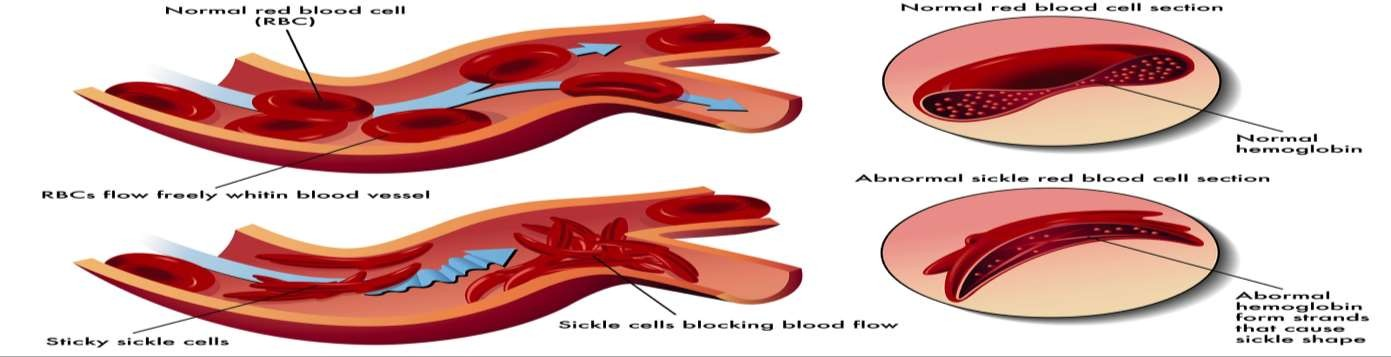 Normal red blood cell
(RBC)
RBCs flow freely whitin blood vessel
Normal red blood cell section
Normal
hemoglobin
Sticky sickle cells
Sickle cells blocking blood flow
Abnormal sickle red blood cell section
Abormal
hemoglobin
form strands
that cause
sickle shape